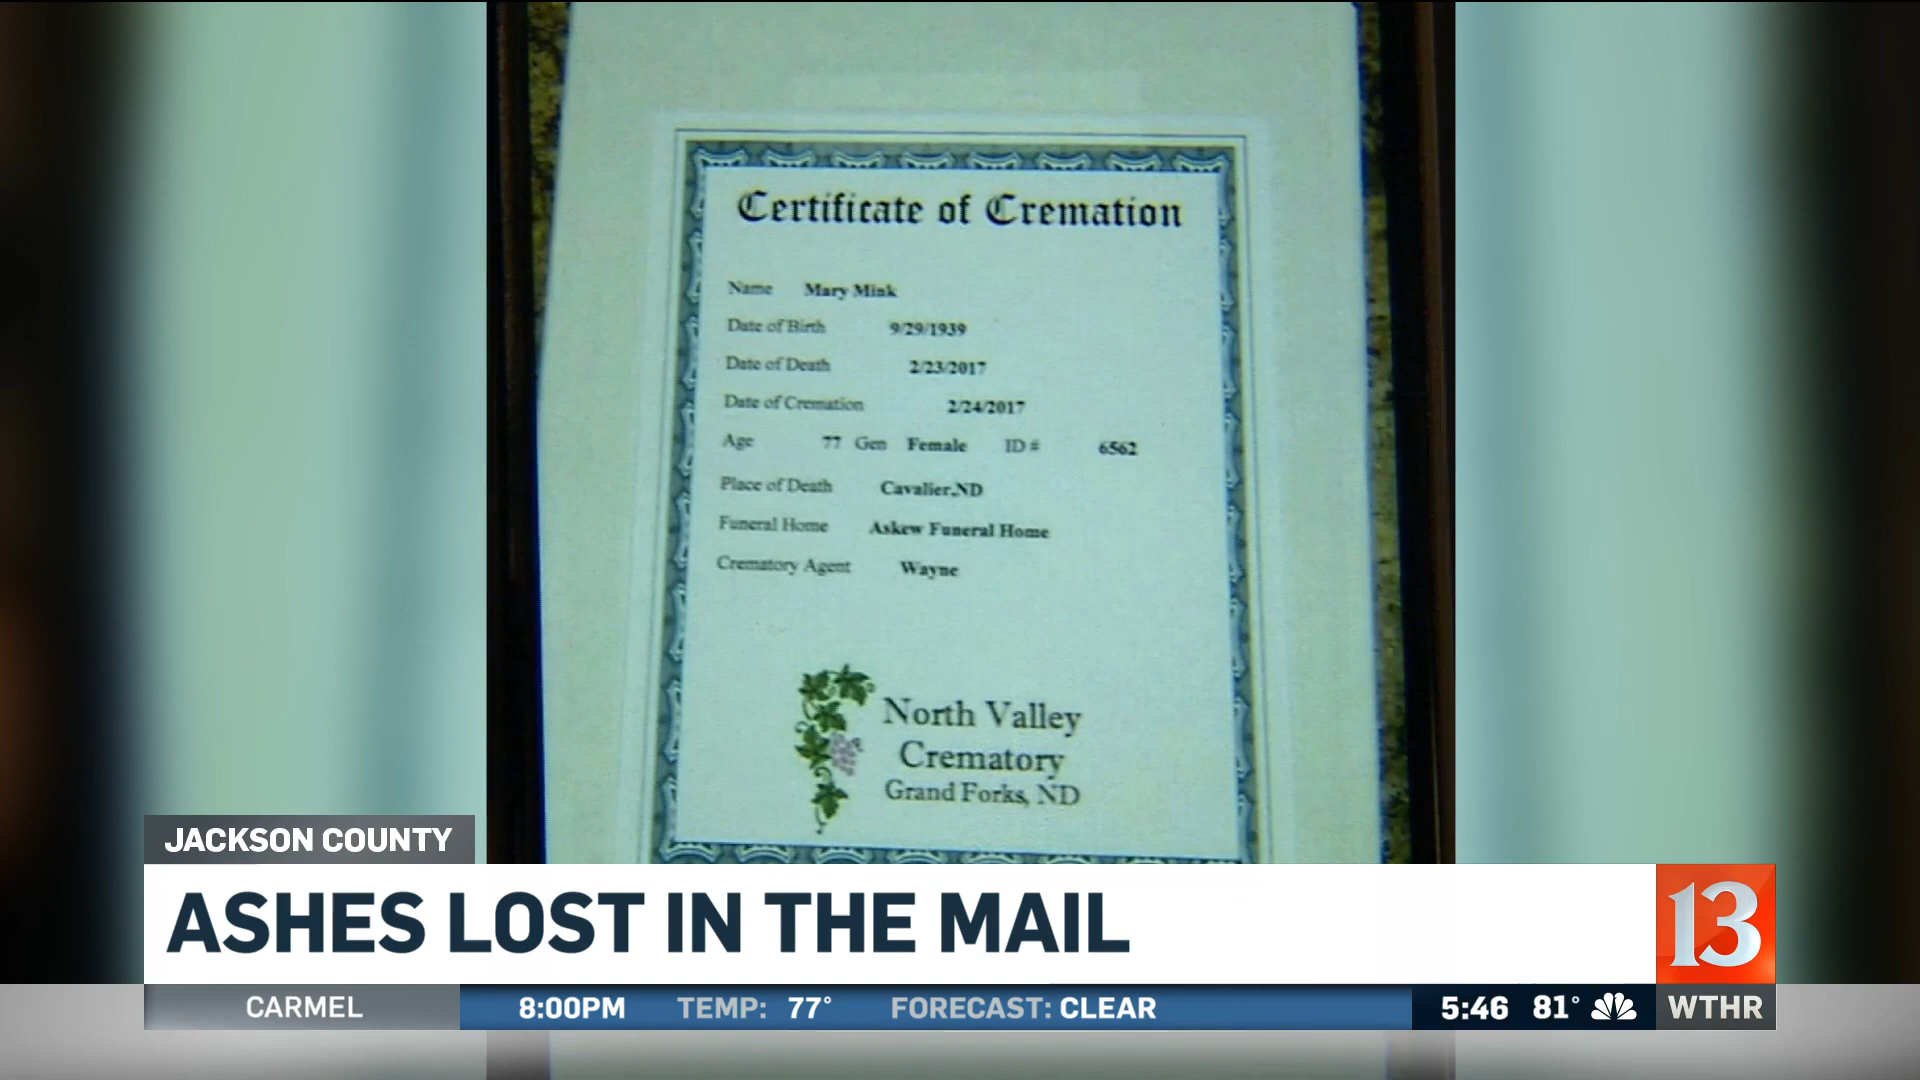 Certificate of Cremation
Name Mary Mink
Date of Birth 9/29/1939
Date of Death 2/23/2017
Date of Cremation 2/24/2017
Age 77 Gen Female ID # 6562
Place of Death Cavalier,ND
Funeral Home Askew Funeral Home
Crematory Agent Wayne
North Valley
Crematory
Grand Forks, ND
JACKSON COUNTY
ASHES LOST IN THE MAIL
13
CARMEL 8:00PM TEMP: 77° FORECAST: CLEAR 5:46 81° WTHR